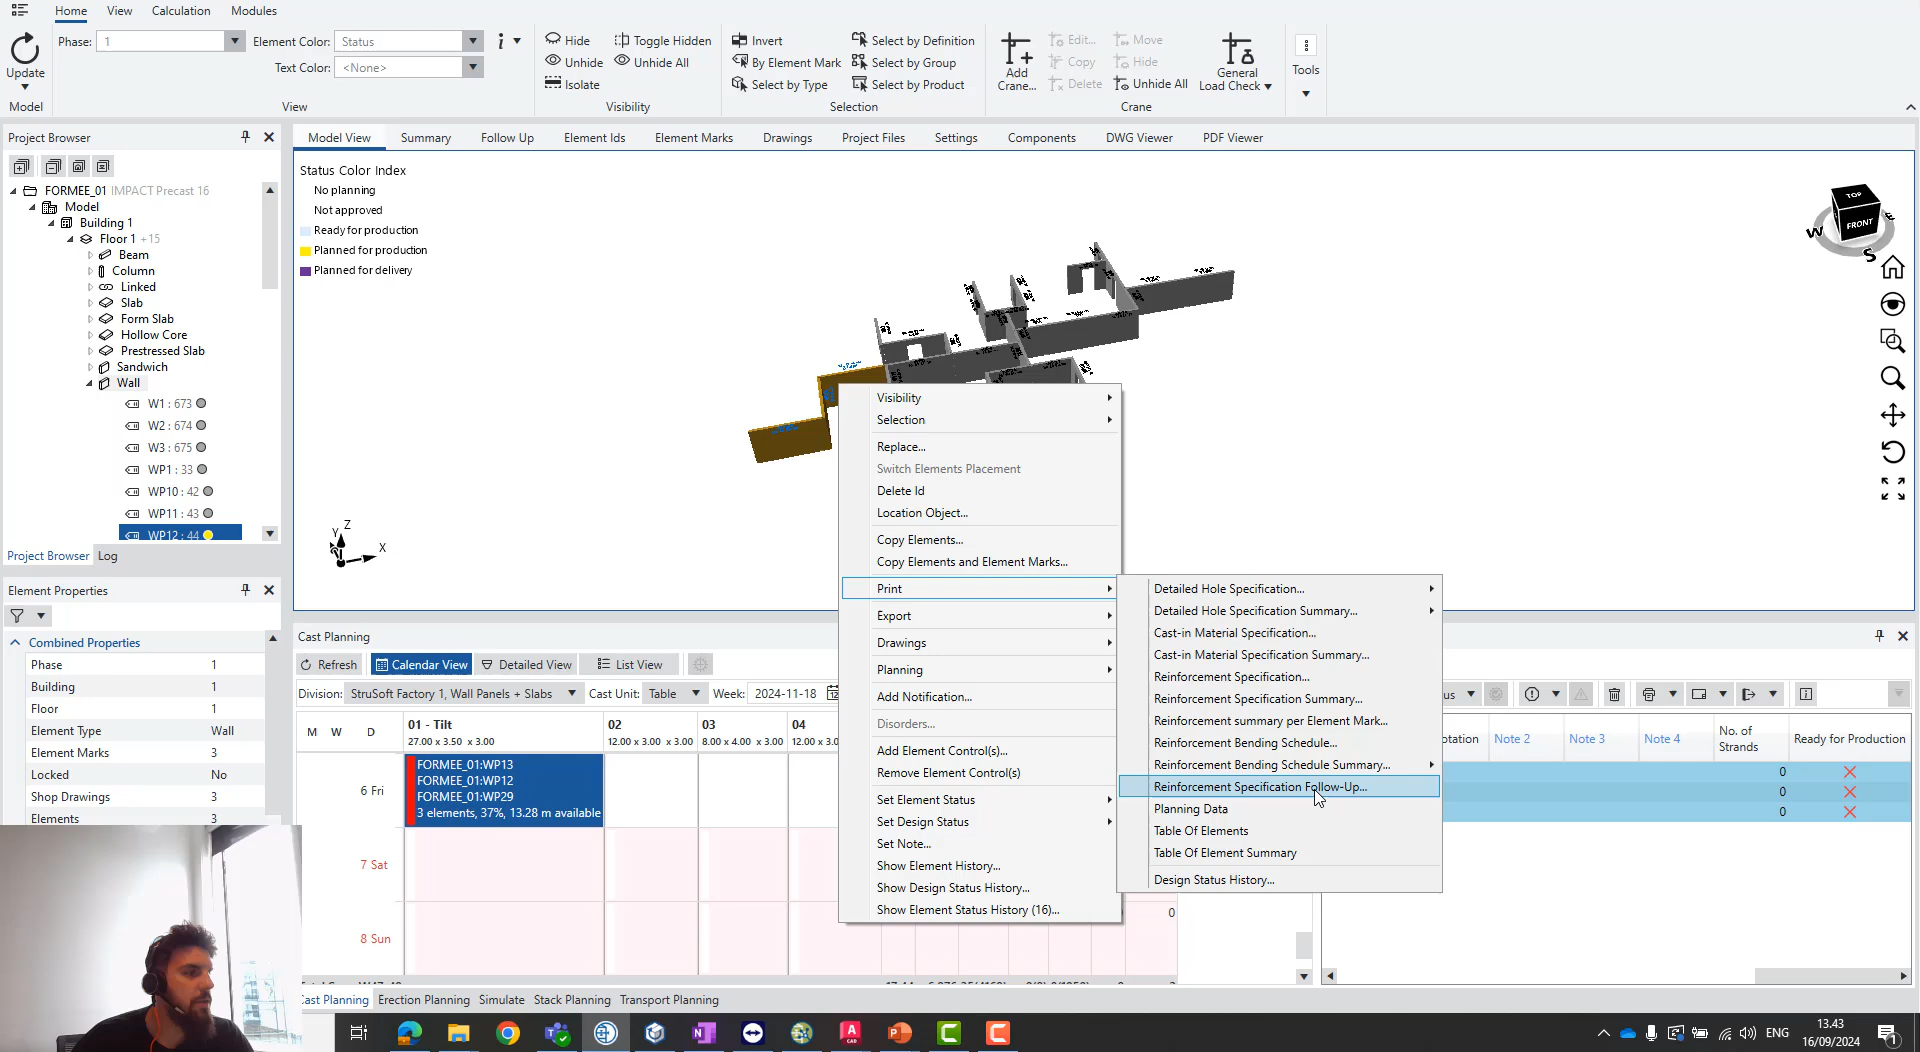 Home View Calculation Modules
Update
Model
Phase: 1
Element Color: Status
Text Color: <None>
i
View
Hide Toggle Hidden
Unhide Unhide All
Isolate
Visibility
Invert Select by Definition
By Element Mark Select by Group
Select by Type Select by Product
Selection
Add Crane...
Edit... Move
Copy Hide
Delete Unhide All
General Load Check
Crane
Tools
Project Browser
FORMEE_01 IMPACT Precast 16
Model
Building 1
Floor 1 +15
Beam
Column
Linked
Slab
Form Slab
Hollow Core
Prestressed Slab
Sandwich
Wall
W1 : 673
W2 : 674
W3 : 675
WP1 : 33
WP10 : 42
WP11 : 43
WP12 : 44
Project Browser Log
Element Properties
Combined Properties
Phase 1
Building 1
Floor 1
Element Type Wall
Element Marks 3
Locked No
Shop Drawings 3
Elements 3
Model View Summary Follow Up Element Ids Element Marks Drawings Project Files Settings Components DWG Viewer PDF Viewer
Status Color Index
No planning
Not approved
Ready for production
Planned for production
Planned for delivery
Z
Y
X
TOP
FRONT
W
E
S
Visibility
Selection
Replace...
Switch Elements Placement
Delete Id
Location Object...
Copy Elements...
Copy Elements and Element Marks...
Print
Export
Drawings
Planning
Add Notification...
Disorders...
Add Element Control(s)...
Remove Element Control(s)
Set Element Status
Set Design Status
Set Note...
Show Element History...
Show Design Status History...
Show Element Status History (16)...
Detailed Hole Specification...
Detailed Hole Specification Summary...
Cast-in Material Specification...
Cast-in Material Specification Summary...
Reinforcement Specification...
Reinforcement Specification Summary...
Reinforcement summary per Element Mark...
Reinforcement Bending Schedule...
Reinforcement Bending Schedule Summary...
Reinforcement Specification Follow-Up...
Planning Data
Table Of Elements
Table Of Element Summary
Design Status History...
Cast Planning
Refresh Calendar View Detailed View List View
Division: StruSoft Factory 1, Wall Panels + Slabs Cast Unit: Table Week: 2024-11-18
M W D
01 - Tilt 02 03 04
27.00 x 3.50 x 3.00 12.00 x 3.00 x 3.00 8.00 x 4.00 x 3.00 12.00 x 3.0
6 Fri
FORMEE_01:WP13
FORMEE_01:WP12
FORMEE_01:WP29
3 elements, 37%, 13.28 m available
7 Sat
8 Sun
0
us
otation Note 2 Note 3 Note 4 No. of Strands Ready for Production
0
0
0
Cast Planning Erection Planning Simulate Stack Planning Transport Planning
ENG
13.43
16/09/2024
1